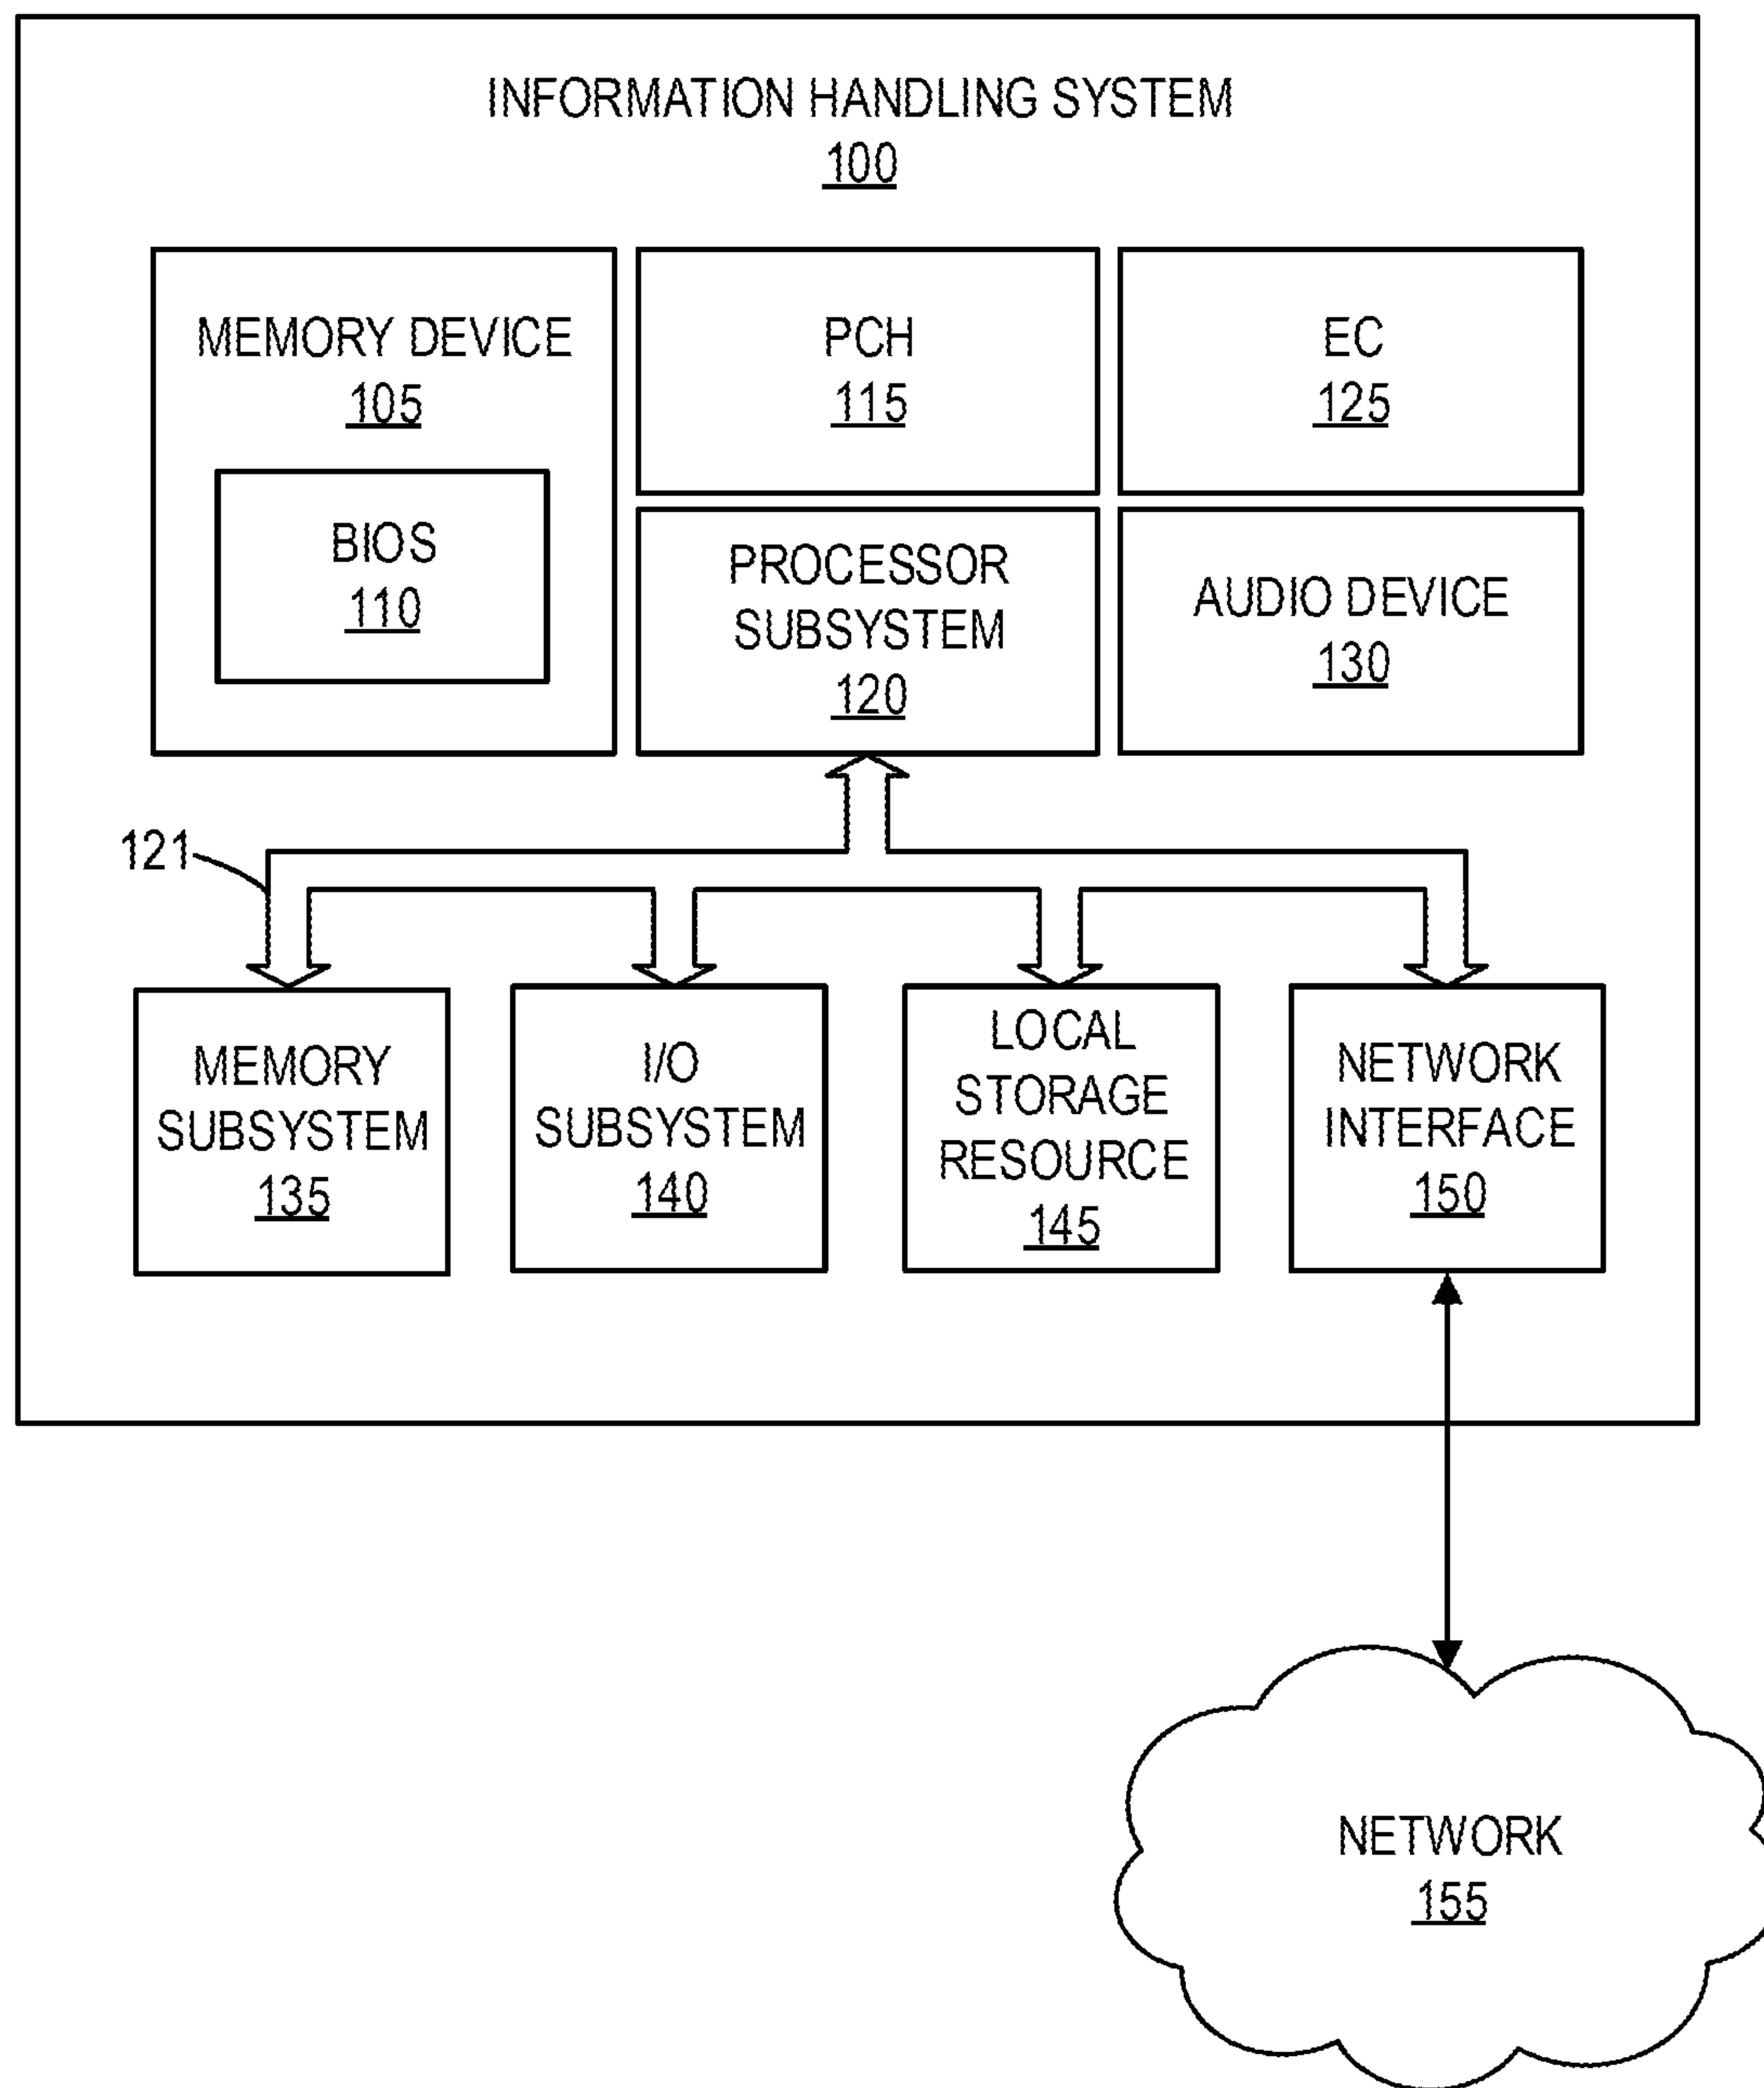 INFORMATION HANDLING SYSTEM
100
MEMORY DEVICE
105
BIOS
110
PCH
115
EC
125
PROCESSOR
SUBSYSTEM
120
AUDIO DEVICE
130
121
MEMORY
SUBSYSTEM
135
I/O
SUBSYSTEM
140
LOCAL
STORAGE
RESOURCE
145
NETWORK
INTERFACE
150
NETWORK
155